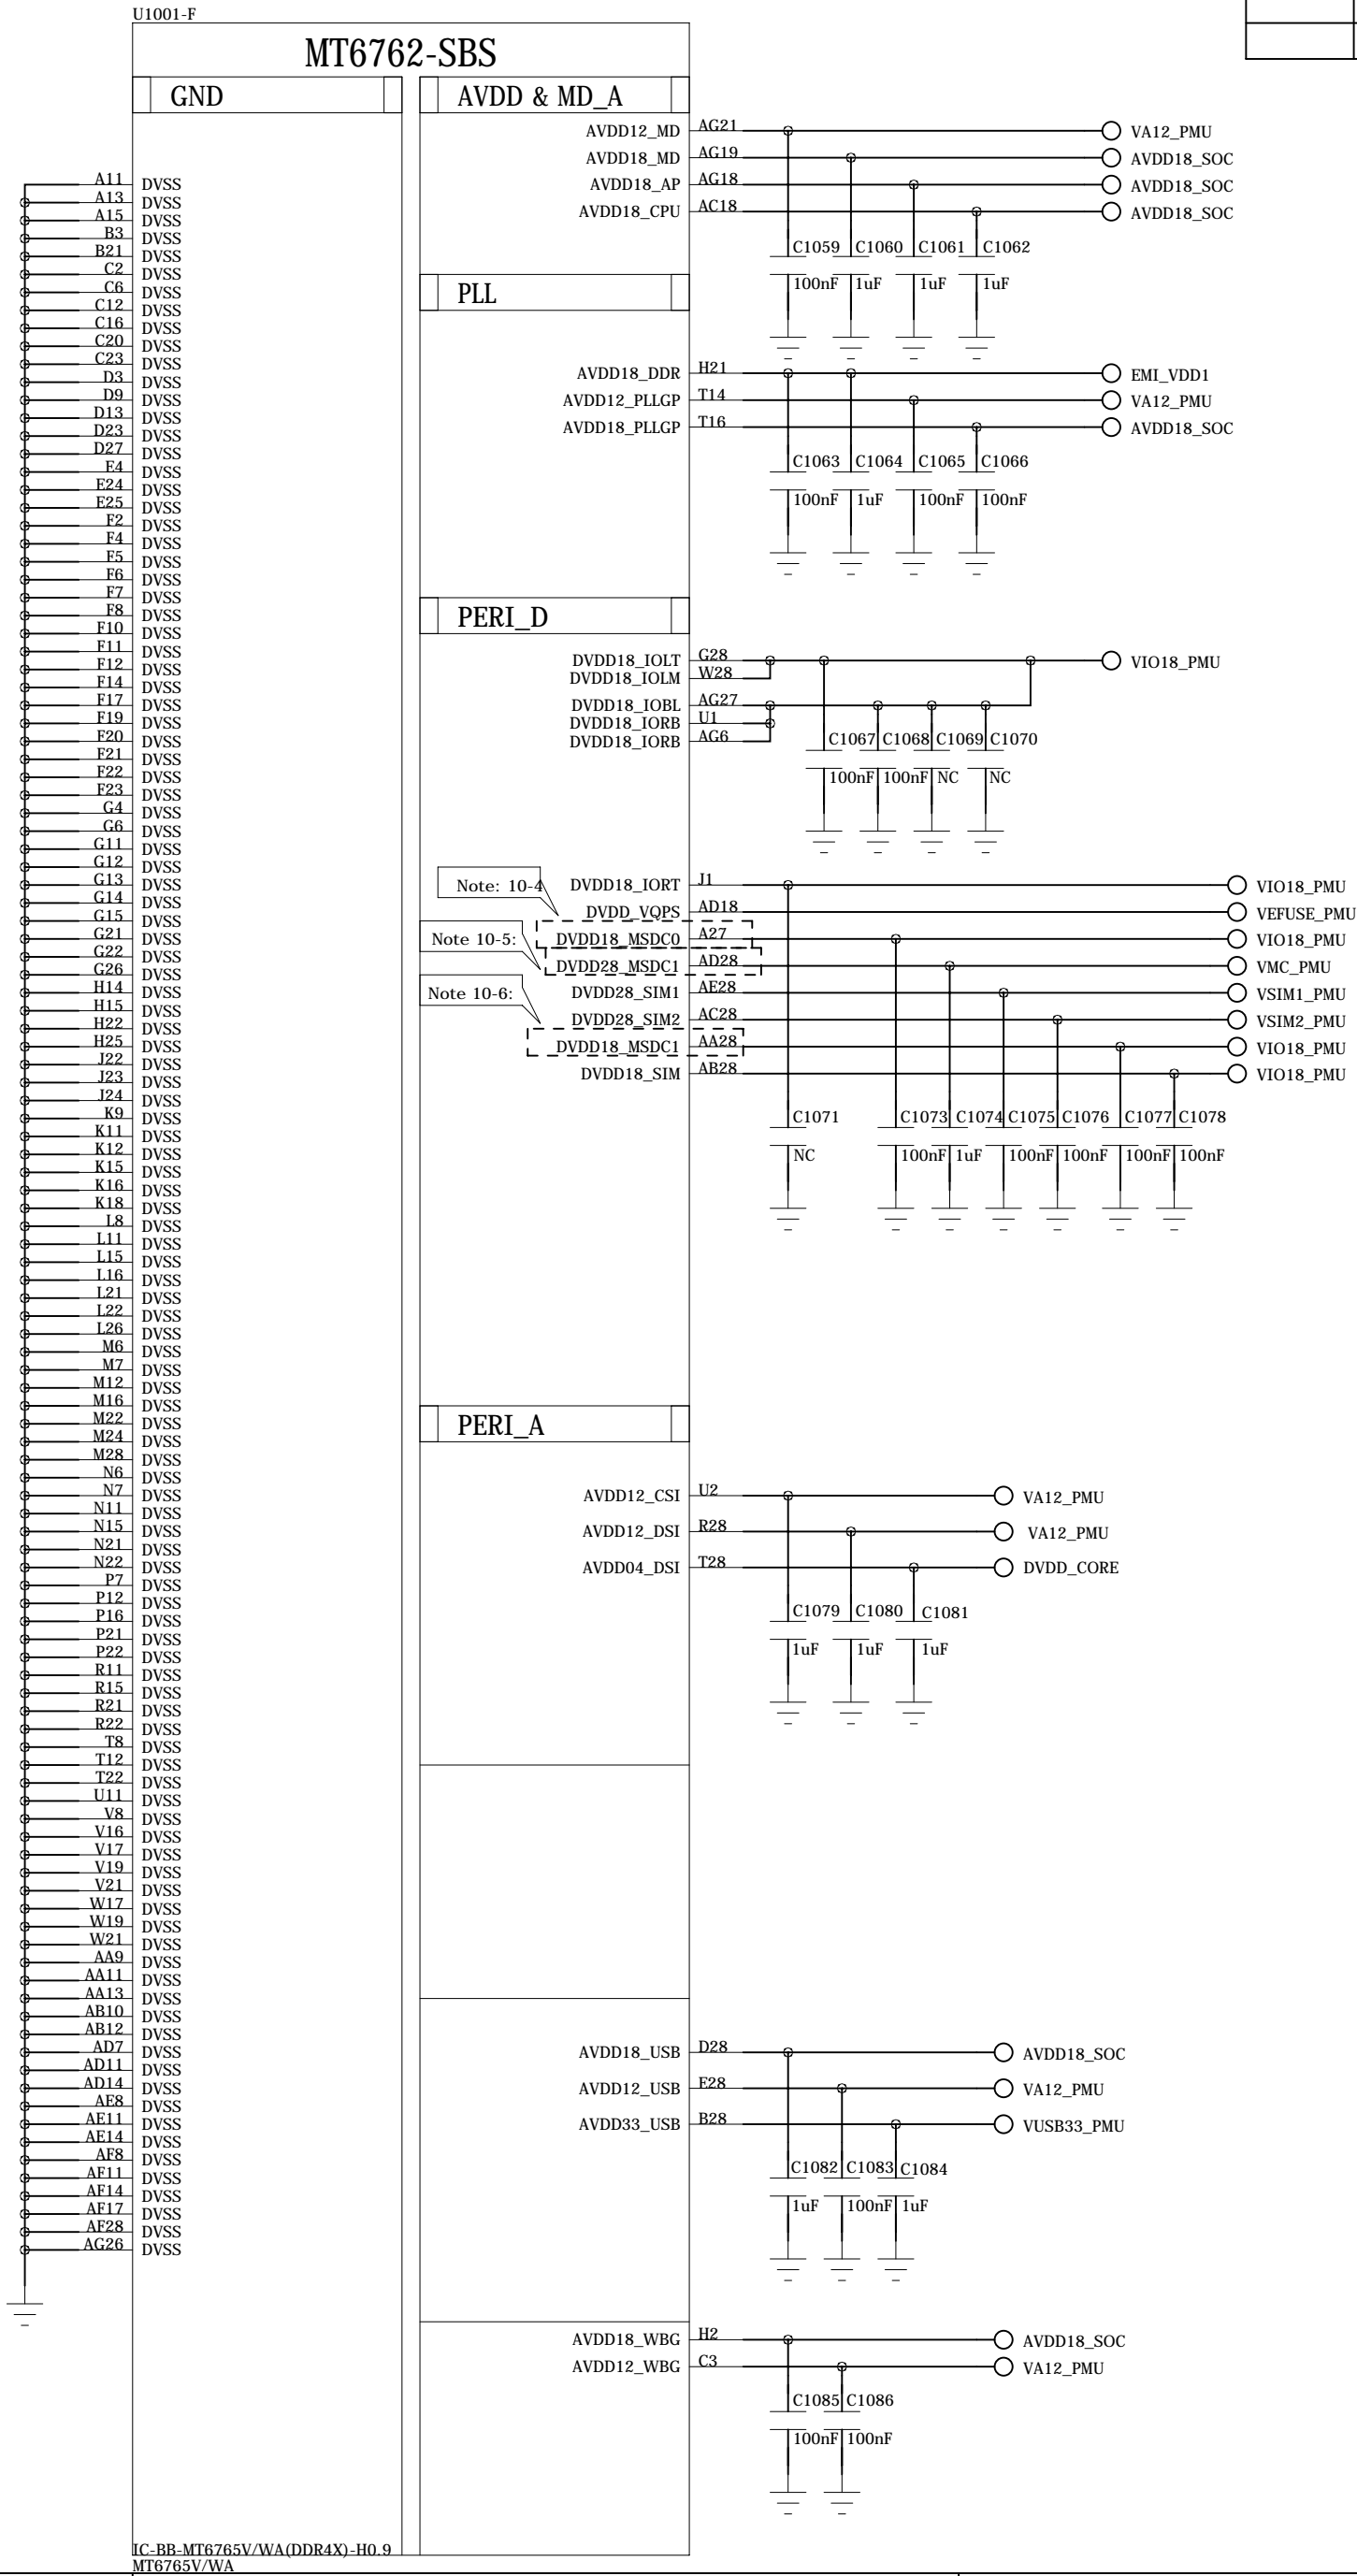 U1001-F
MT6762-SBS
GND
A11 DVSS
A13 DVSS
A15 DVSS
B3 DVSS
B21 DVSS
C2 DVSS
C6 DVSS
C12 DVSS
C16 DVSS
C20 DVSS
C23 DVSS
D3 DVSS
D9 DVSS
D13 DVSS
D23 DVSS
D27 DVSS
E4 DVSS
E24 DVSS
E25 DVSS
F2 DVSS
F4 DVSS
F5 DVSS
F6 DVSS
F7 DVSS
F8 DVSS
F10 DVSS
F11 DVSS
F12 DVSS
F14 DVSS
F17 DVSS
F19 DVSS
F20 DVSS
F21 DVSS
F22 DVSS
F23 DVSS
G4 DVSS
G6 DVSS
G11 DVSS
G12 DVSS
G13 DVSS
G14 DVSS
G15 DVSS
G21 DVSS
G22 DVSS
G26 DVSS
H14 DVSS
H15 DVSS
H22 DVSS
H25 DVSS
J22 DVSS
J23 DVSS
J24 DVSS
K9 DVSS
K11 DVSS
K12 DVSS
K15 DVSS
K16 DVSS
K18 DVSS
L8 DVSS
L11 DVSS
L15 DVSS
L16 DVSS
L21 DVSS
L22 DVSS
L26 DVSS
M6 DVSS
M7 DVSS
M12 DVSS
M16 DVSS
M22 DVSS
M24 DVSS
M28 DVSS
N6 DVSS
N7 DVSS
N11 DVSS
N15 DVSS
N21 DVSS
N22 DVSS
P7 DVSS
P12 DVSS
P16 DVSS
P21 DVSS
P22 DVSS
R11 DVSS
R15 DVSS
R21 DVSS
R22 DVSS
T8 DVSS
T12 DVSS
T22 DVSS
U11 DVSS
V8 DVSS
V16 DVSS
V17 DVSS
V19 DVSS
V21 DVSS
W17 DVSS
W19 DVSS
W21 DVSS
AA9 DVSS
AA11 DVSS
AA13 DVSS
AB10 DVSS
AB12 DVSS
AD7 DVSS
AD11 DVSS
AD14 DVSS
AE8 DVSS
AE11 DVSS
AE14 DVSS
AF8 DVSS
AF11 DVSS
AF14 DVSS
AF17 DVSS
AF28 DVSS
AG26 DVSS
AVDD & MD_A
AVDD12_MD AG21 VA12_PMU
AVDD18_MD AG19 AVDD18_SOC
AVDD18_AP AG18 AVDD18_SOC
AVDD18_CPU AC18 AVDD18_SOC
C1059 C1060 C1061 C1062
100nF 1uF 1uF 1uF
PLL
AVDD18_DDR H21 EMI_VDD1
AVDD12_PLLGP T14 VA12_PMU
AVDD18_PLLGP T16 AVDD18_SOC
C1063 C1064 C1065 C1066
100nF 1uF 100nF 100nF
PERI_D
DVDD18_IOLT G28 VIO18_PMU
DVDD18_IOLM W28
DVDD18_IOBL AG27
DVDD18_IORB U1
DVDD18_IORB AG6
C1067 C1068 C1069 C1070
100nF 100nF NC NC
Note: 10-4 DVDD18_IORT J1 VIO18_PMU
DVDD_VQPS AD18 VEFUSE_PMU
Note 10-5: DVDD18_MSDC0 A27 VIO18_PMU
DVDD28_MSDC1 AD28 VMC_PMU
Note 10-6: DVDD28_SIM1 AE28 VSIM1_PMU
DVDD28_SIM2 AC28 VSIM2_PMU
DVDD18_MSDC1 AA28 VIO18_PMU
DVDD18_SIM AB28 VIO18_PMU
C1071 C1073 C1074 C1075 C1076 C1077 C1078
NC 100nF 1uF 100nF 100nF 100nF 100nF
PERI_A
AVDD12_CSI U2 VA12_PMU
AVDD12_DSI R28 VA12_PMU
AVDD04_DSI T28 DVDD_CORE
C1079 C1080 C1081
1uF 1uF 1uF
AVDD18_USB D28 AVDD18_SOC
AVDD12_USB E28 VA12_PMU
AVDD33_USB B28 VUSB33_PMU
C1082 C1083 C1084
1uF 100nF 1uF
AVDD18_WBG H2 AVDD18_SOC
AVDD12_WBG C3 VA12_PMU
C1085 C1086
100nF 100nF
IC-BB-MT6765V/WA(DDR4X)-H0.9
MT6765V/WA